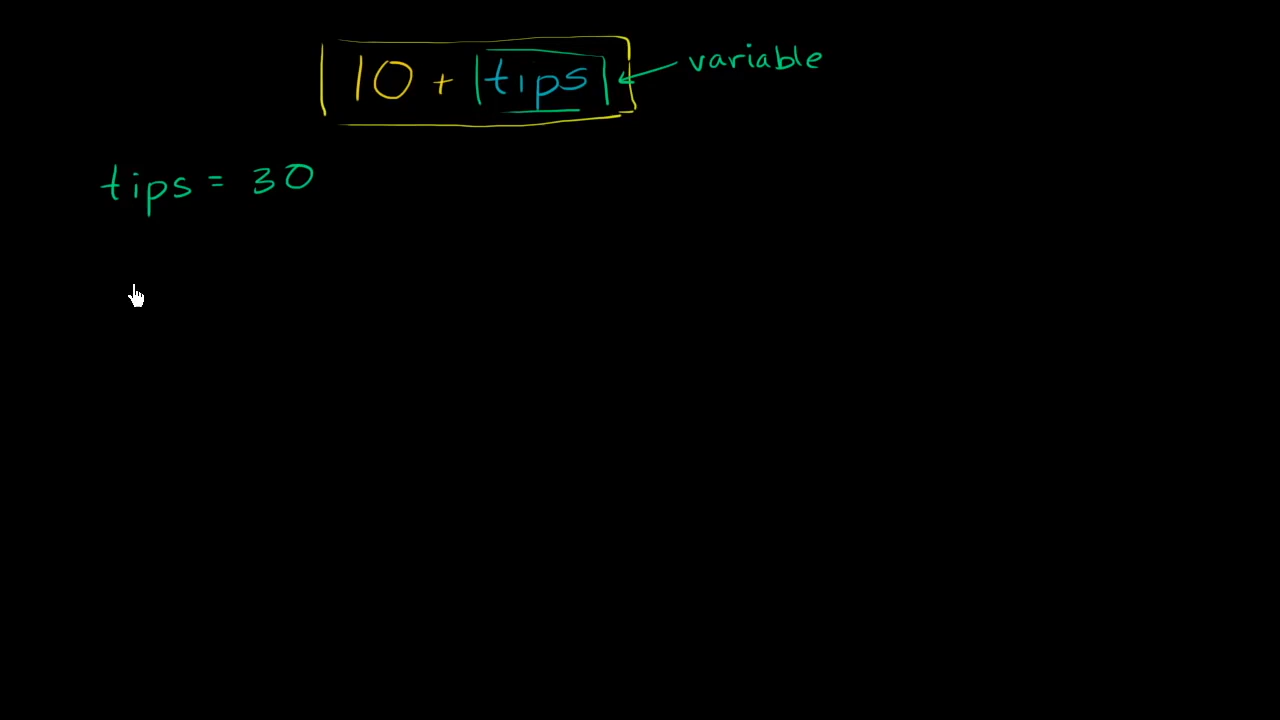 10 + tips
variable
tips = 30